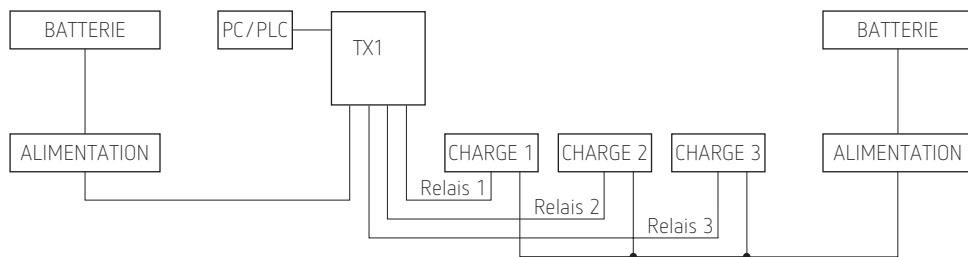 BATTERIE
PC/PLC
TX1
BATTERIE
ALIMENTATION
CHARGE 1
CHARGE 2
CHARGE 3
ALIMENTATION
Relais 1
Relais 2
Relais 3